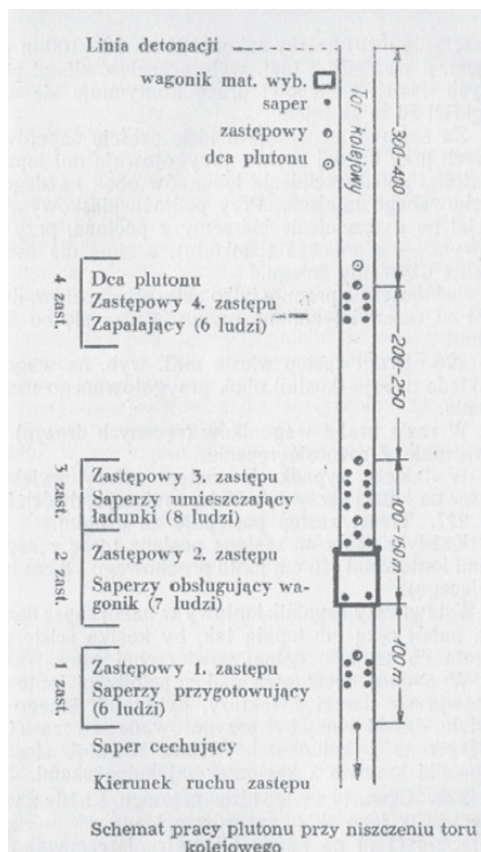 Linia detonacji
wagonik mat. wyb.
saper
zastępowy
dca plutonu
Tor kolejowy
300-400
4 zast.
Dca plutonu
Zastępowy 4. zastępu
Zapalający (6 ludzi)
200-250
3 zast.
Zastępowy 3. zastępu
Saperzy umieszczający
ładunki (8 ludzi)
100-150m
2 zast.
Zastępowy 2. zastępu
Saperzy obsługujący wa-
gonik (7 ludzi)
1 zast.
Zastępowy 1. zastępu
Saperzy przygotowujący
(6 ludzi)
Saper cechujący
Kierunek ruchu zastępu
Schemat pracy plutonu przy niszczeniu toru
kolejowego